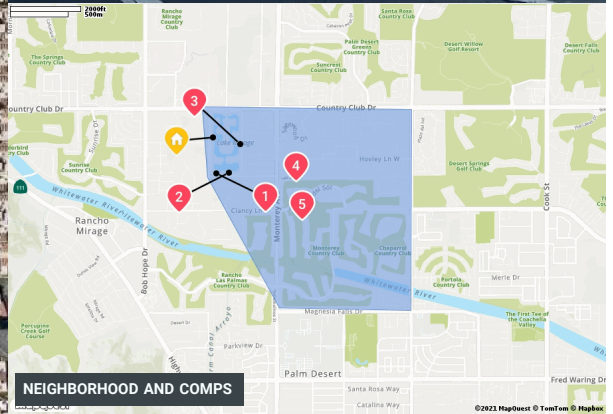 2000ft
500m
Rancho
Mirage
Country Club
Santa Rosa
Country Club
The Springs
Country Club
Palm Desert
Greens
Country Club
Suncrest
Country Club
Desert Willow
Golf Resort
Desert Falls
Country Club
ountry Club Dr
Country Club Dr
3
Sunrise Dr
Hovley Ln W
4
Sunrise
Country Club
Desert Springs
Golf Club
Cook St
111
2
1
5
Clancy Ln
Monterey
Whitewater River
Whitewater River
Rancho
Mirage
Bob Hope Dr
Monterey
Country Club
Chaparral
Country Club
Rancho
Las Palmas
Country Club
Whitewater River
Portola
Country Club
Merle Dr
Magnesia Falls Dr
The First Tee of
the Coachella
Valley
Porcupine
Creek Golf
Course
Parkview Dr
Palm Desert
Fred Waring Dr
Santa Rosa Way
Catalina Way
NEIGHBORHOOD AND COMPS
©2021 MapQuest © TomTom © Mapbox